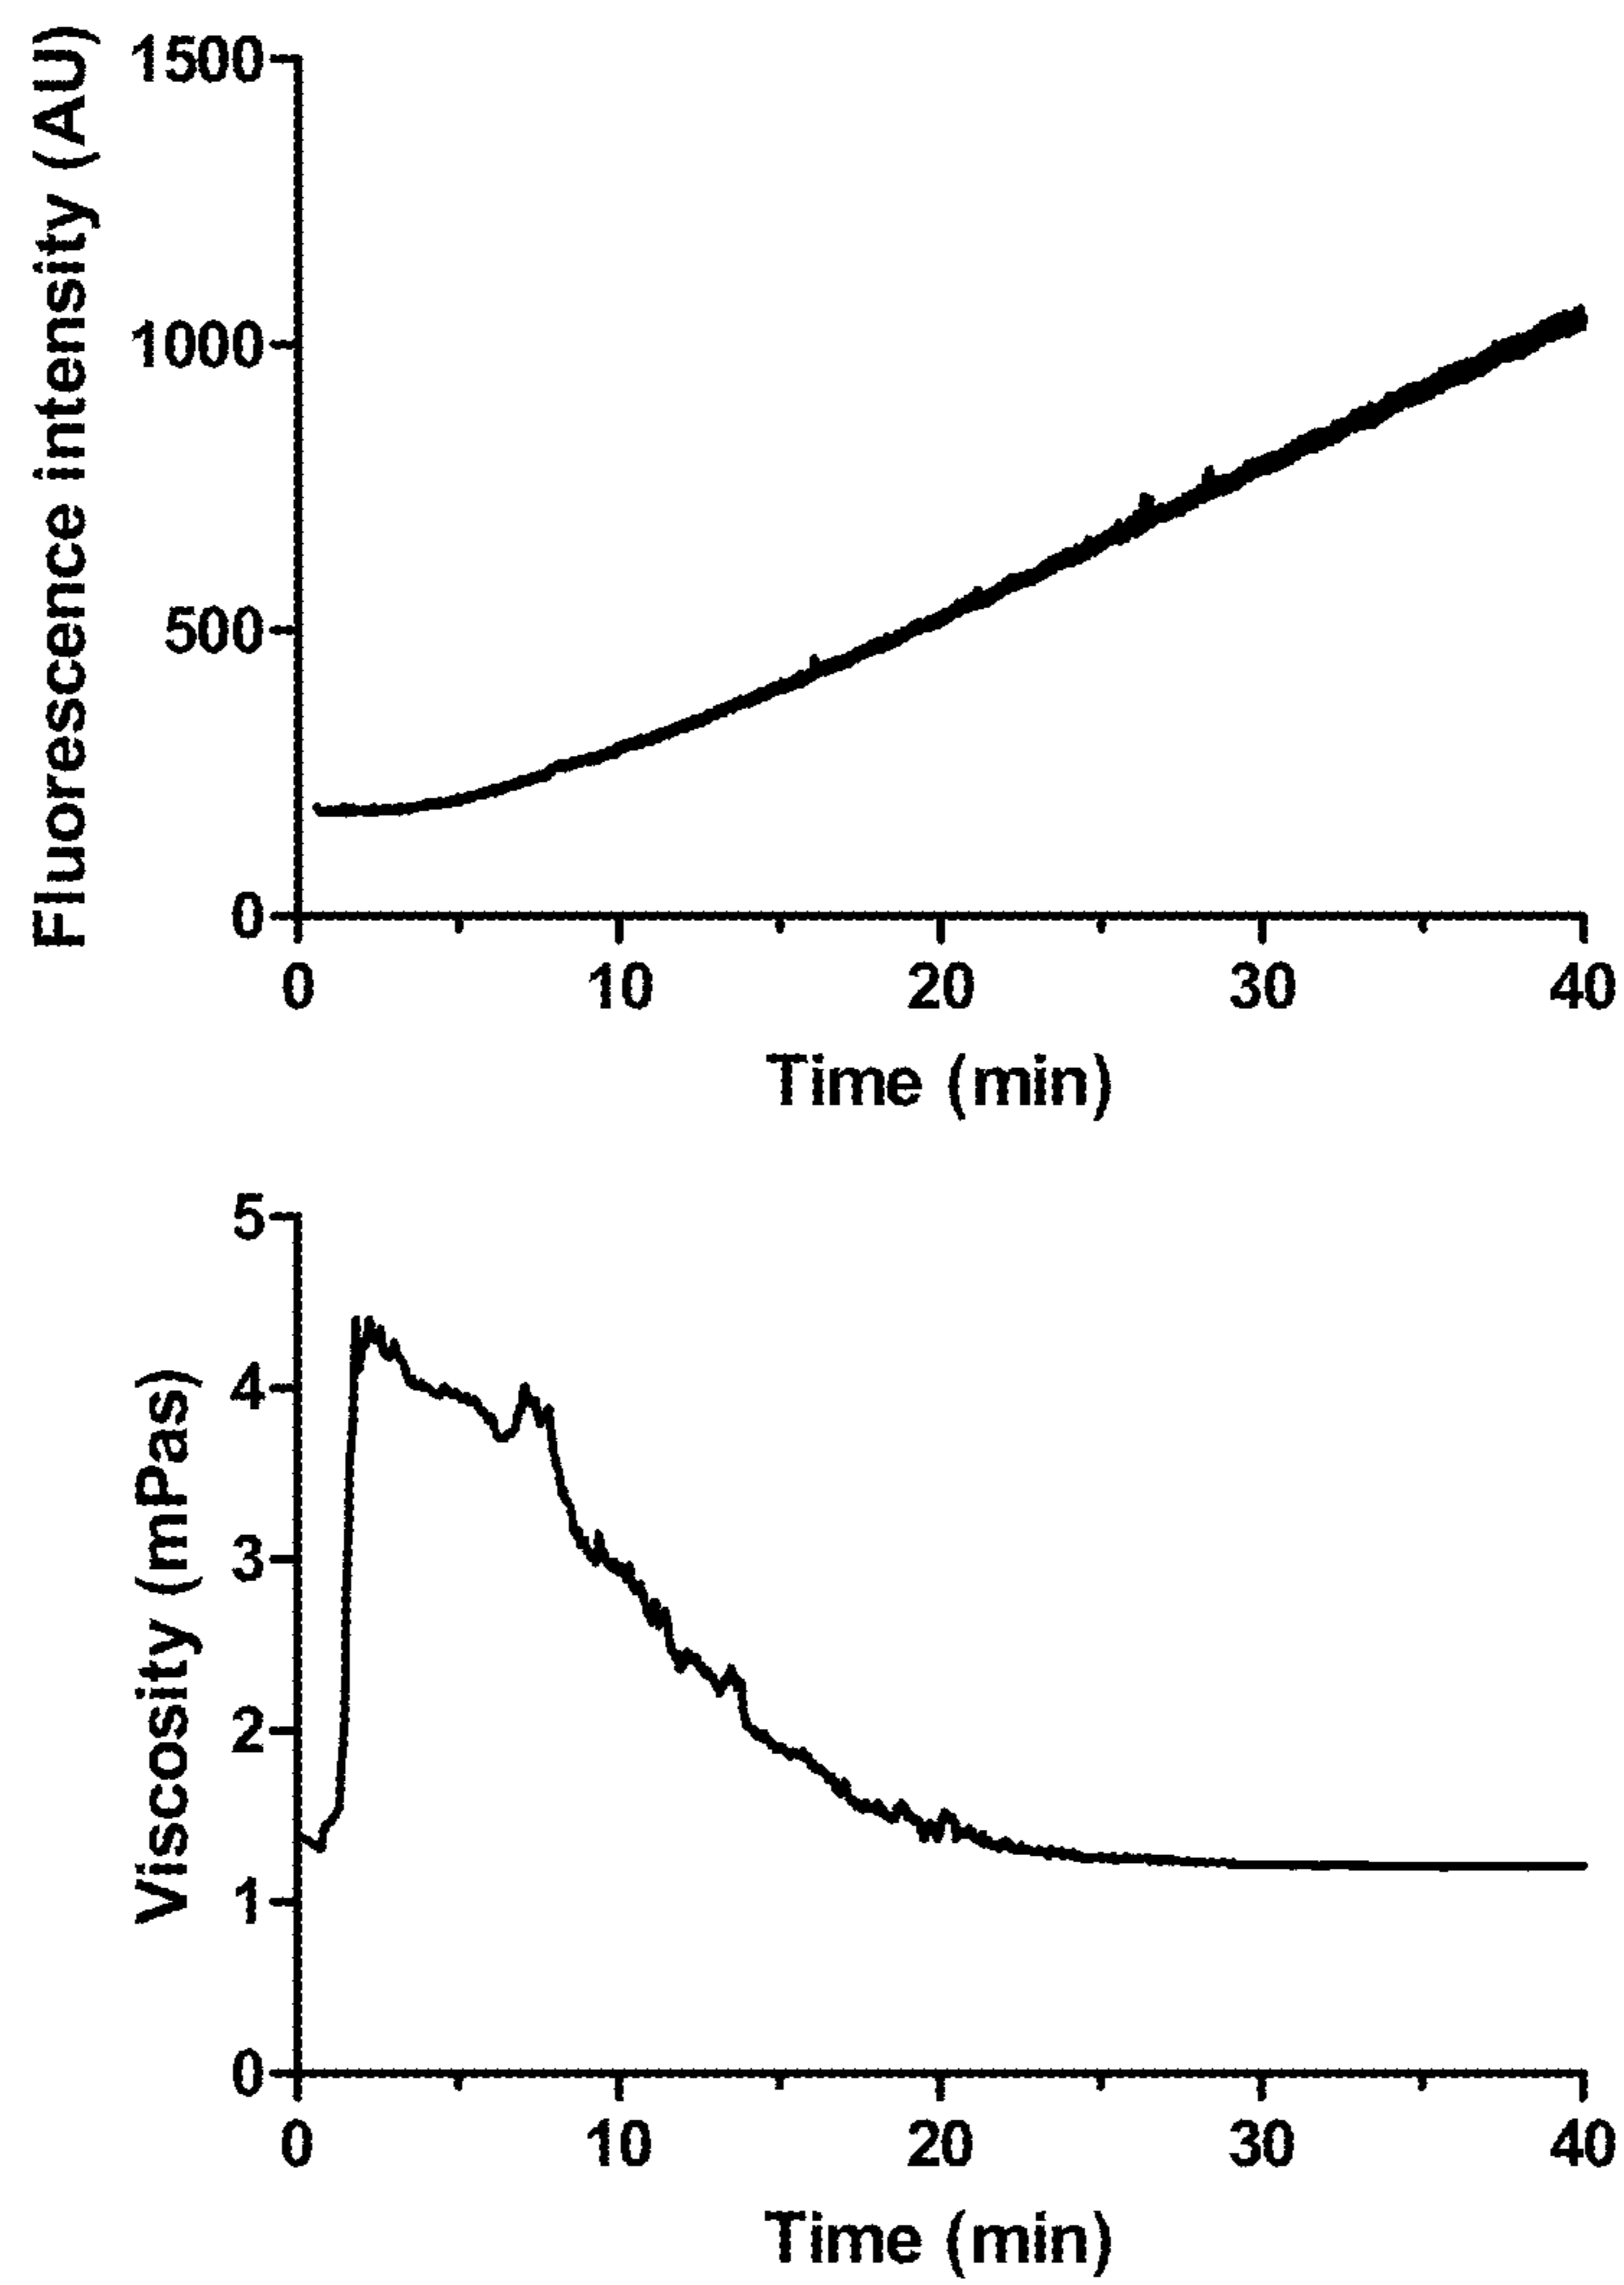 Fluorescence intensity (AU)
1500
1000
500
0
0 10 20 30 40
Time (min)
Viscosity (mPas)
5
4
3
2
1
0
0 10 20 30 40
Time (min)